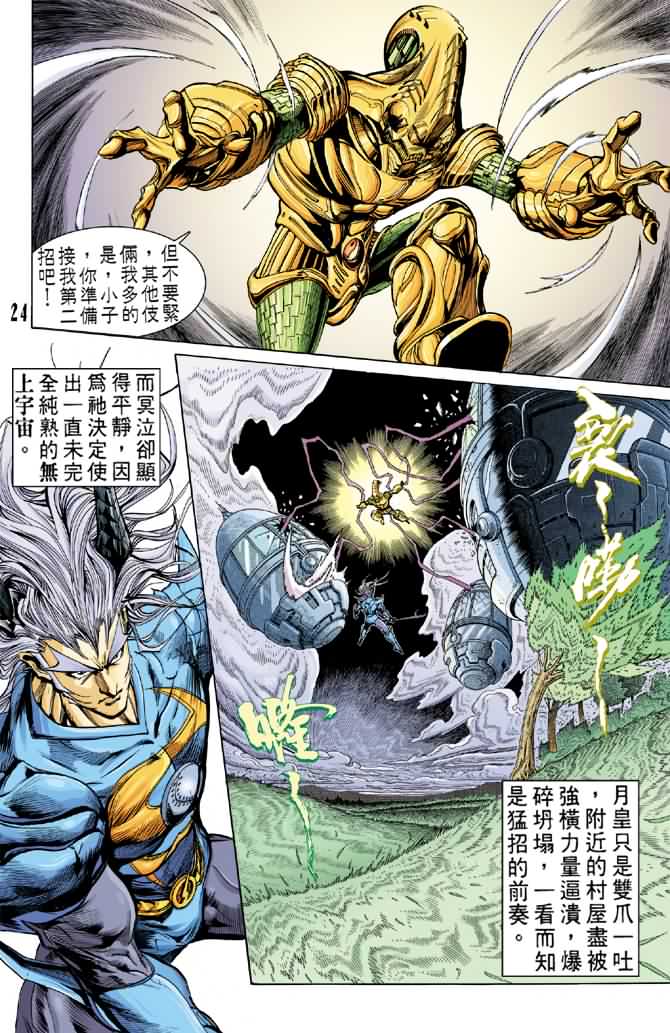 但不要緊
，其他伎
倆我多的
是，小子
，你準備
接我第二
招吧！
24
而冥泣卻顯
得平靜，因
爲祂決定使
出一直未完
全純熟的無
上宇宙。
隆
月皇只是雙爪一吐
，附近的村屋盡被
強橫力量逼潰，爆
碎坍塌，一看而知
是猛招的前奏。